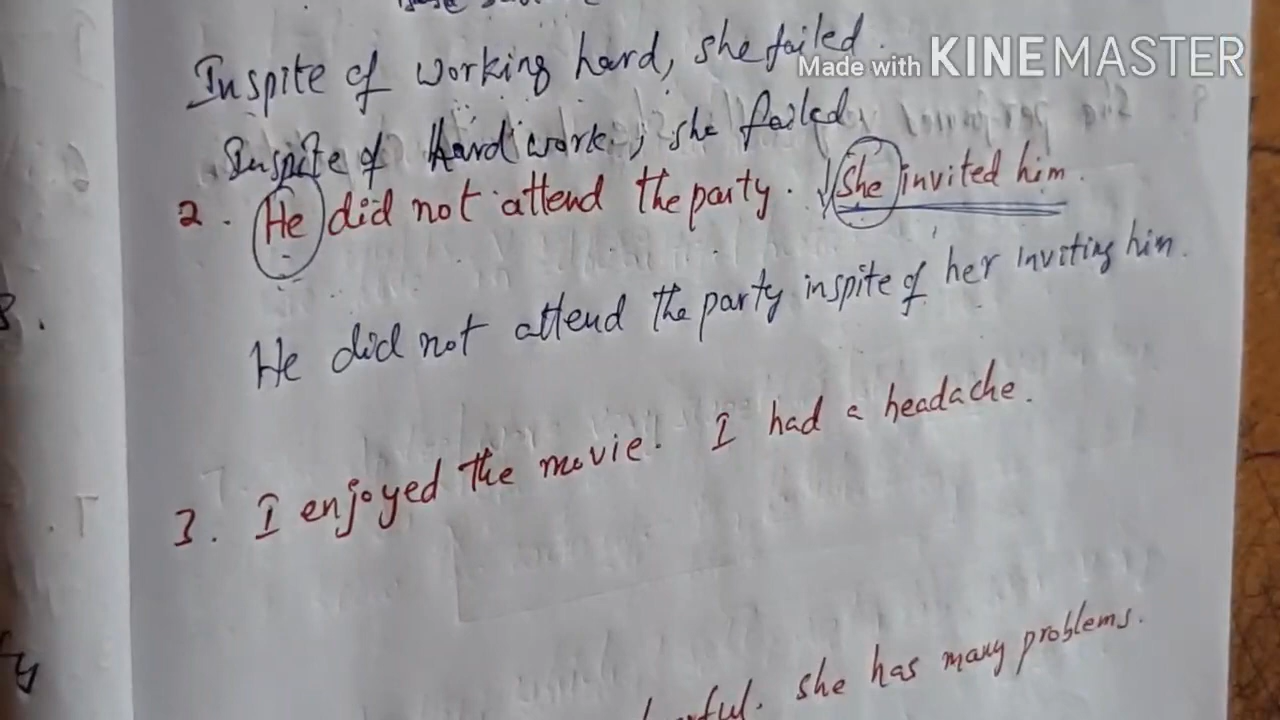 Inspite of working hard, she failed.
Made with KINEMASTER
Inspite of Hard work, she failed
2. He did not attend the party. She invited him.
He did not attend the party inspite of her inviting him.
3. I enjoyed the movie. I had a headache.
she has many problems.